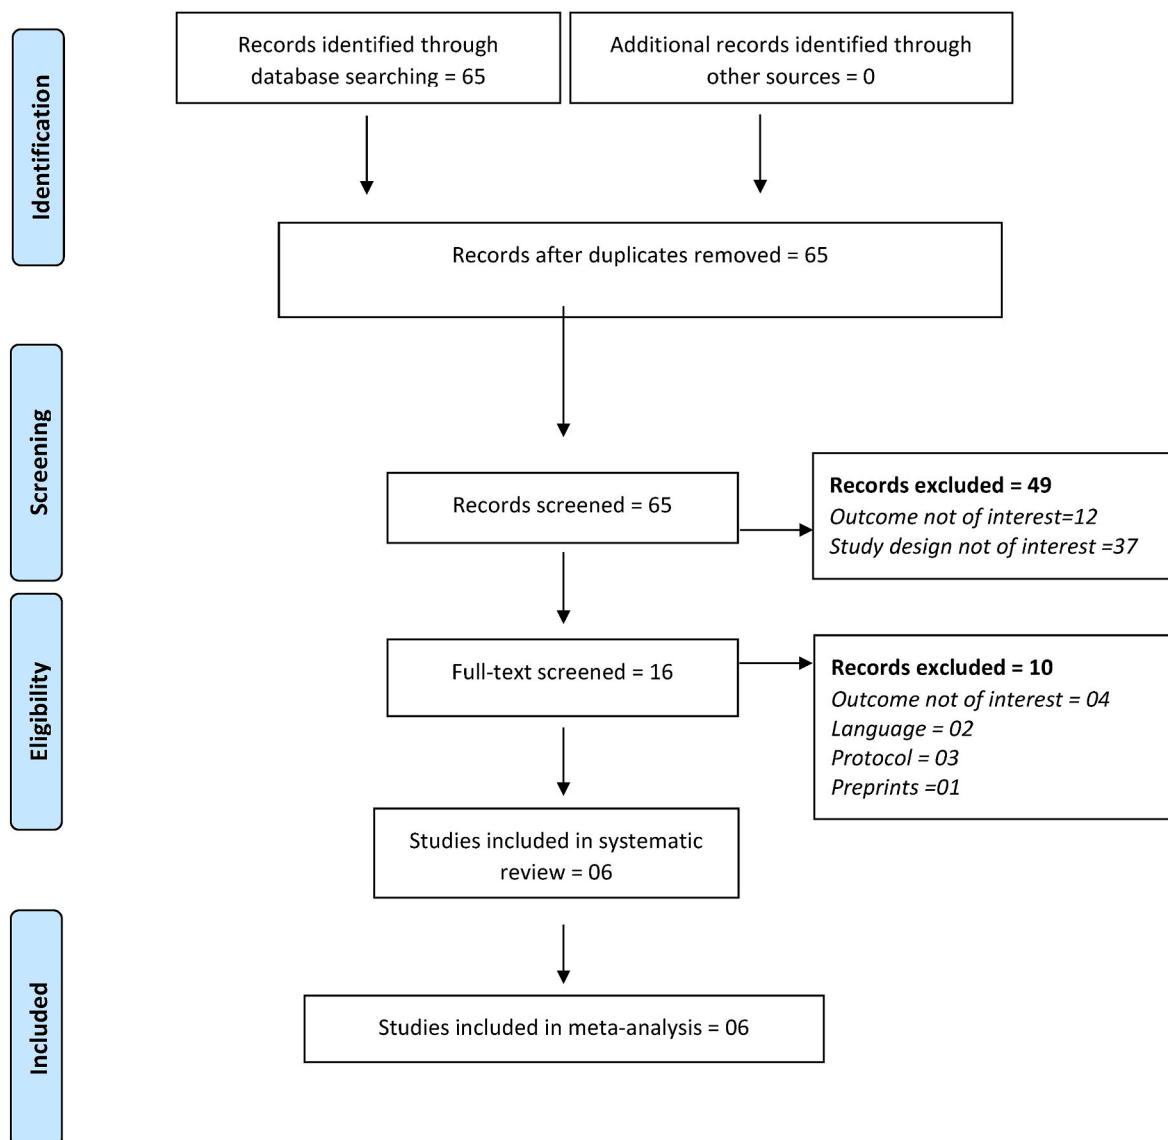 Identification
Records identified through
database searching = 65
Additional records identified through
other sources = 0
Records after duplicates removed = 65
Screening
Records screened = 65
Records excluded = 49
Outcome not of interest=12
Study design not of interest =37
Eligibility
Full-text screened = 16
Records excluded = 10
Outcome not of interest = 04
Language = 02
Protocol = 03
Preprints =01
Studies included in systematic
review = 06
Included
Studies included in meta-analysis = 06